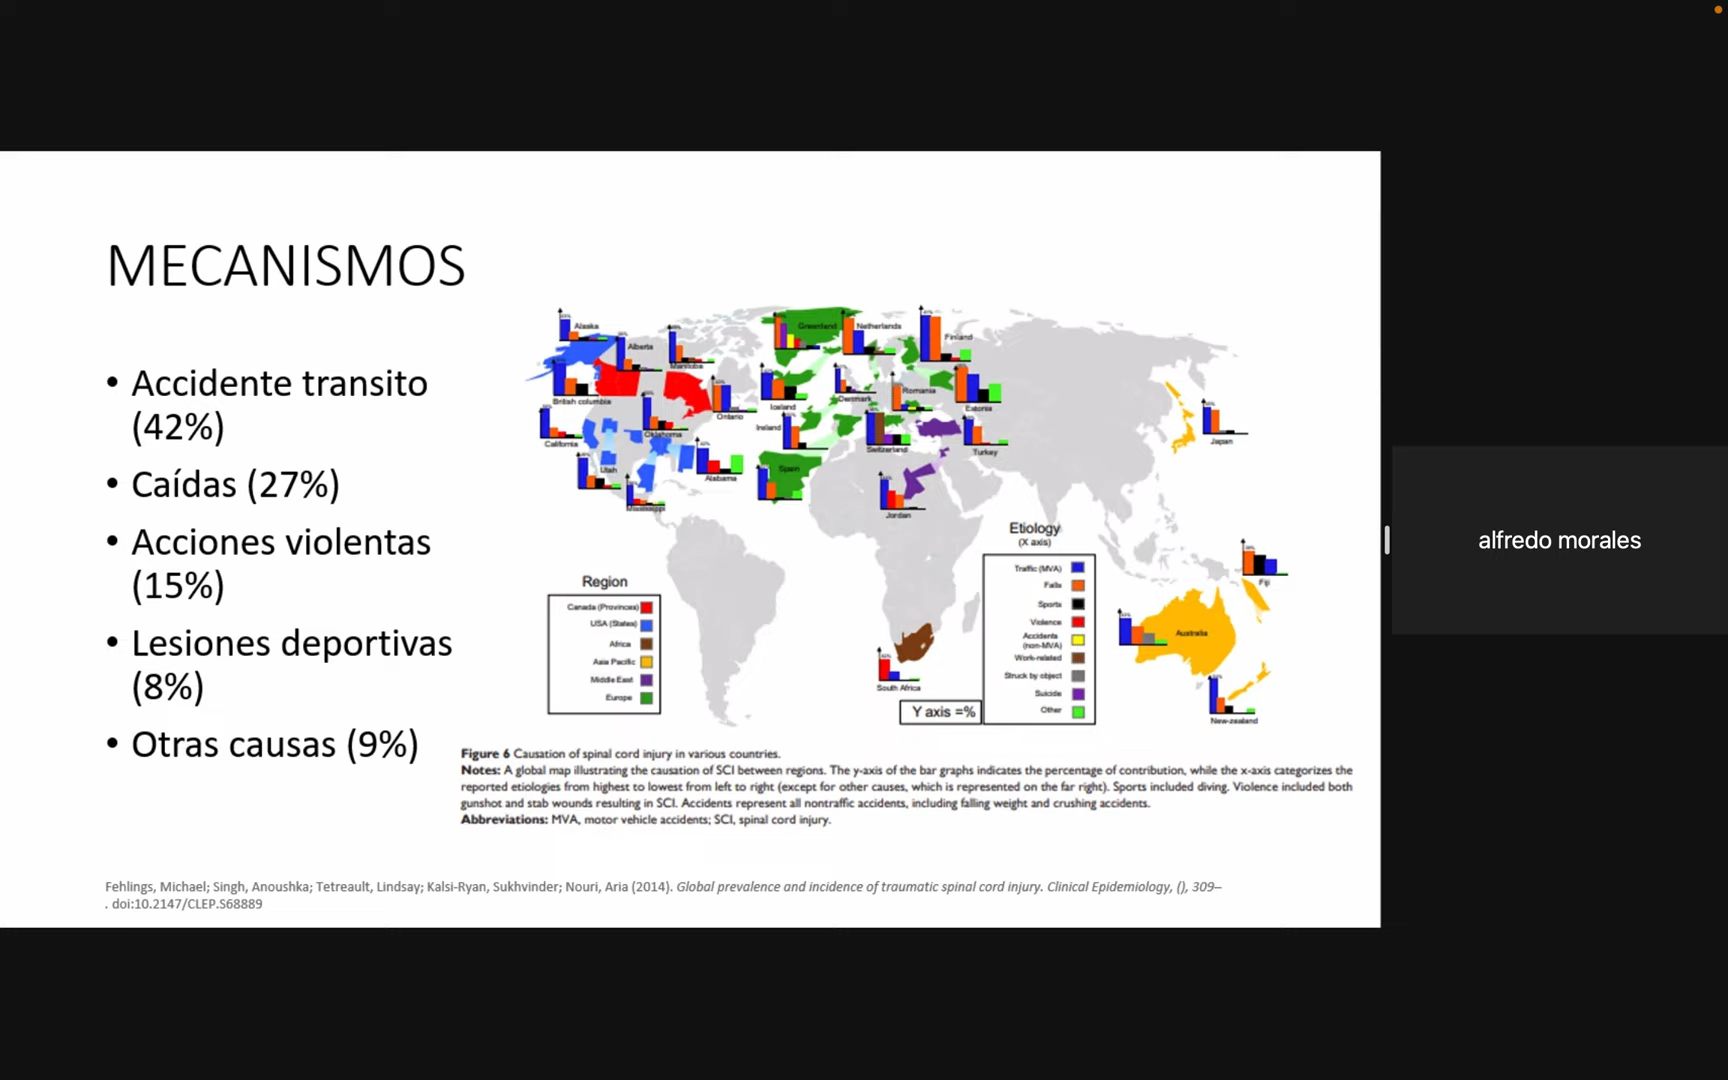 MECANISMOS
• Accidente transito
(42%)
• Caídas (27%)
• Acciones violentas
(15%)
• Lesiones deportivas
(8%)
• Otras causas (9%)
Alaska
Alberta
Manitoba
British columbia
Ontario
California
Oklahoma
Utah
Alabama
Mississippi
Greenland
Netherlands
Finland
Iceland
Denmark
Romania
Estonia
Ireland
Switzerland
Turkey
Spain
Jordan
Japan
Fiji
Australia
New-zealand
South Africa
Region
Canada (Provinces)
USA (States)
Africa
Asia Pacific
Middle East
Europe
Etiology
(X axis)
Traffic (MVA)
Falls
Sports
Violence
Accidents
(non-MVA)
Work-related
Struck by object
Suicide
Other
Y axis =%
Figure 6 Causation of spinal cord injury in various countries.
Notes: A global map illustrating the causation of SCI between regions. The y-axis of the bar graphs indicates the percentage of contribution, while the x-axis categorizes the
reported etiologies from highest to lowest from left to right (except for other causes, which is represented on the far right). Sports included diving. Violence included both
gunshot and stab wounds resulting in SCI. Accidents represent all nontraffic accidents, including falling weight and crushing accidents.
Abbreviations: MVA, motor vehicle accidents; SCI, spinal cord injury.
Fehlings, Michael; Singh, Anoushka; Tetreault, Lindsay; Kalsi-Ryan, Sukhvinder; Nouri, Aria (2014). Global prevalence and incidence of traumatic spinal cord injury. Clinical Epidemiology, (), 309–
. doi:10.2147/CLEP.S68889
alfredo morales